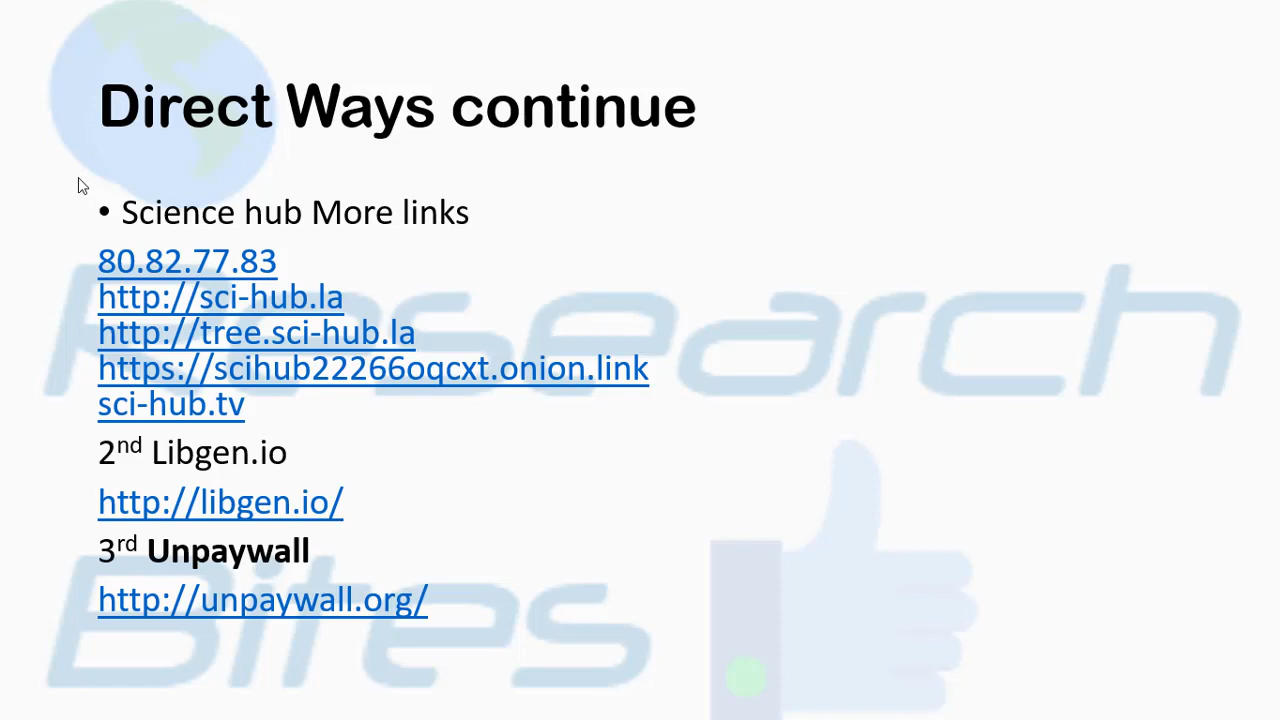 Direct Ways continue
• Science hub More links
80.82.77.83
http://sci-hub.la
http://tree.sci-hub.la
https://scihub22266oqcxt.onion.link
sci-hub.tv
2nd Libgen.io
http://libgen.io/
3rd Unpaywall
http://unpaywall.org/
Research
Bites